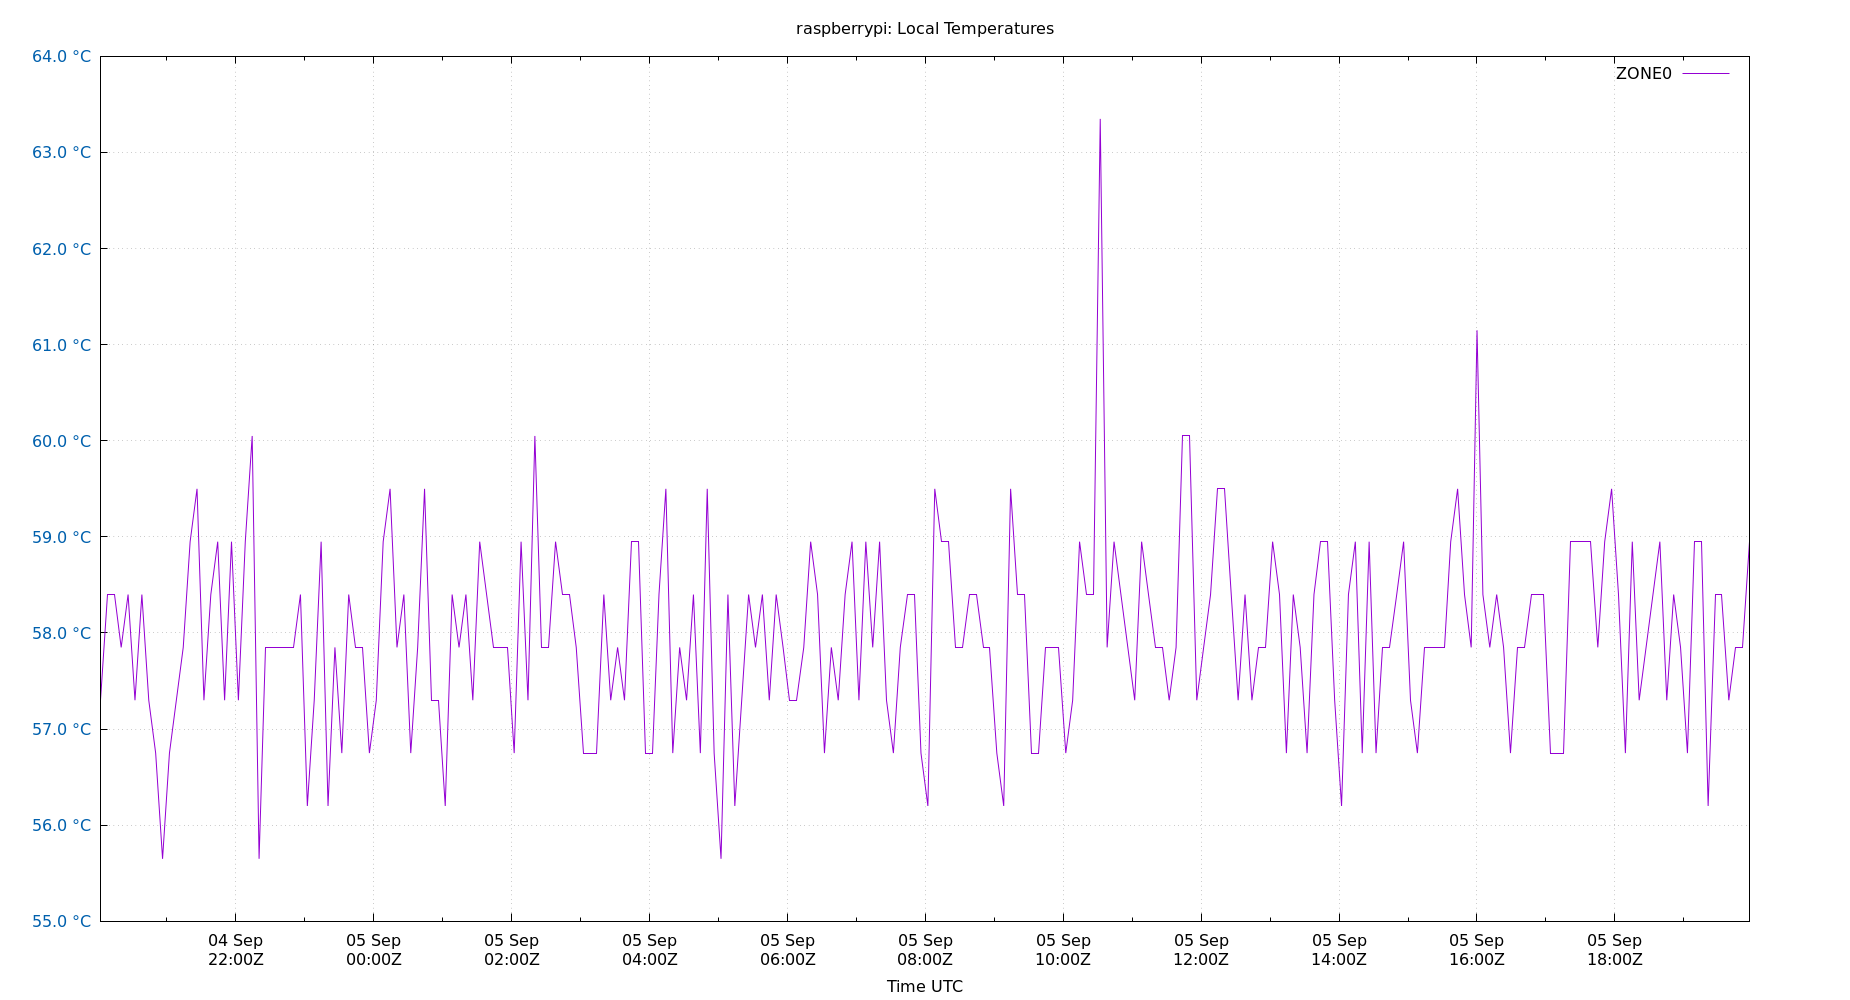 raspberrypi: Local Temperatures
64.0 °C
ZONE0
63.0 °C
62.0 °C
61.0 °C
60.0 °C
59.0 °C
58.0 °C
57.0 °C
56.0 °C
55.0 °C
04 Sep 05 Sep 05 Sep 05 Sep 05 Sep 05 Sep 05 Sep 05 Sep 05 Sep 05 Sep 05 Sep
22:00Z 00:00Z 02:00Z 04:00Z 06:00Z 08:00Z 10:00Z 12:00Z 14:00Z 16:00Z 18:00Z
Time UTC